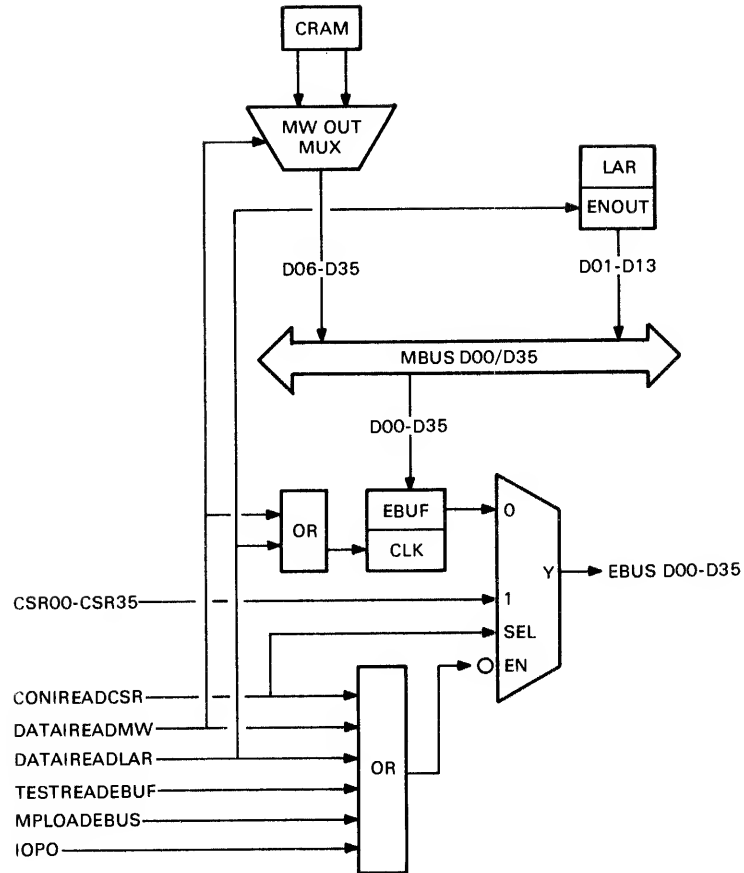 CRAM
MW OUT
MUX
LAR
ENOUT
D06-D35
D01-D13
MBUS D00/D35
D00-D35
OR
EBUF
CLK
0
Y
EBUS D00-D35
CSR00-CSR35
1
SEL
EN
CONIREADCSR
DATAIREADMW
DATAIREADLAR
OR
TESTREADEBUF
MPLOADEBUS
IOPO